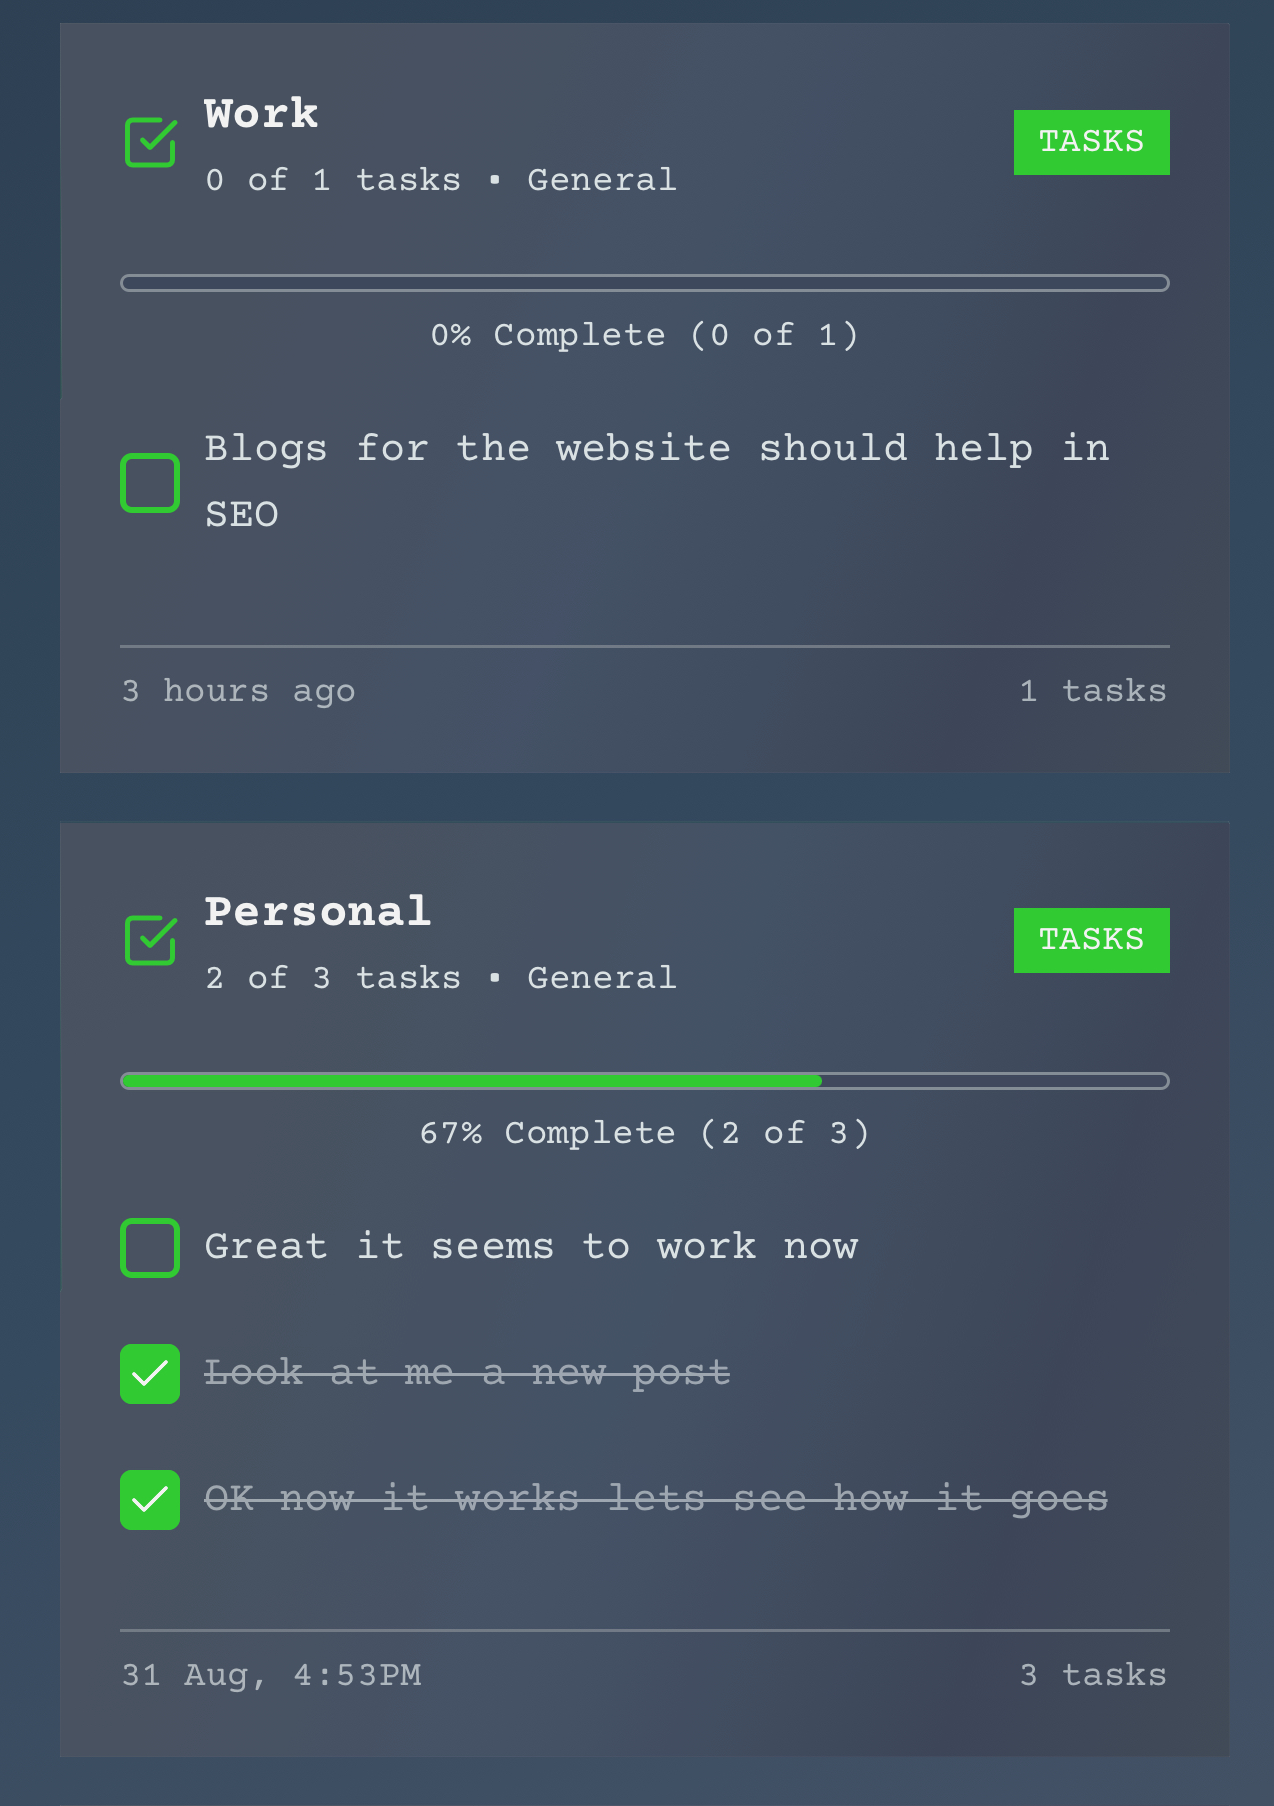 Work
TASKS
0 of 1 tasks • General
0% Complete (0 of 1)
Blogs for the website should help in
SEO
3 hours ago
1 tasks
Personal
TASKS
2 of 3 tasks • General
67% Complete (2 of 3)
Great it seems to work now
Look at me a new post
OK now it works lets see how it goes
31 Aug, 4:53PM
3 tasks